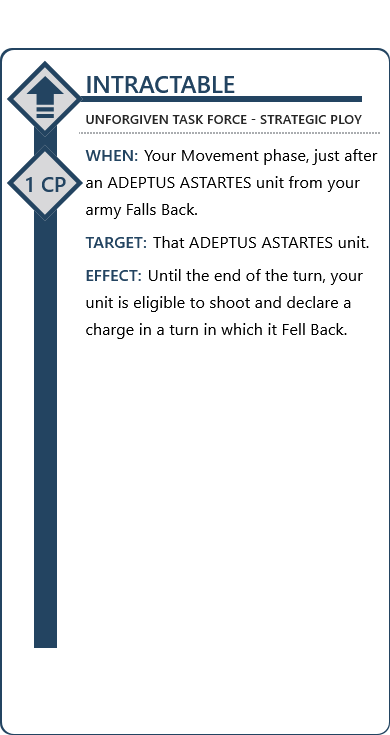 INTRACTABLE
UNFORGIVEN TASK FORCE - STRATEGIC PLOY
1 CP
WHEN: Your Movement phase, just after
an ADEPTUS ASTARTES unit from your
army Falls Back.
TARGET: That ADEPTUS ASTARTES unit.
EFFECT: Until the end of the turn, your
unit is eligible to shoot and declare a
charge in a turn in which it Fell Back.